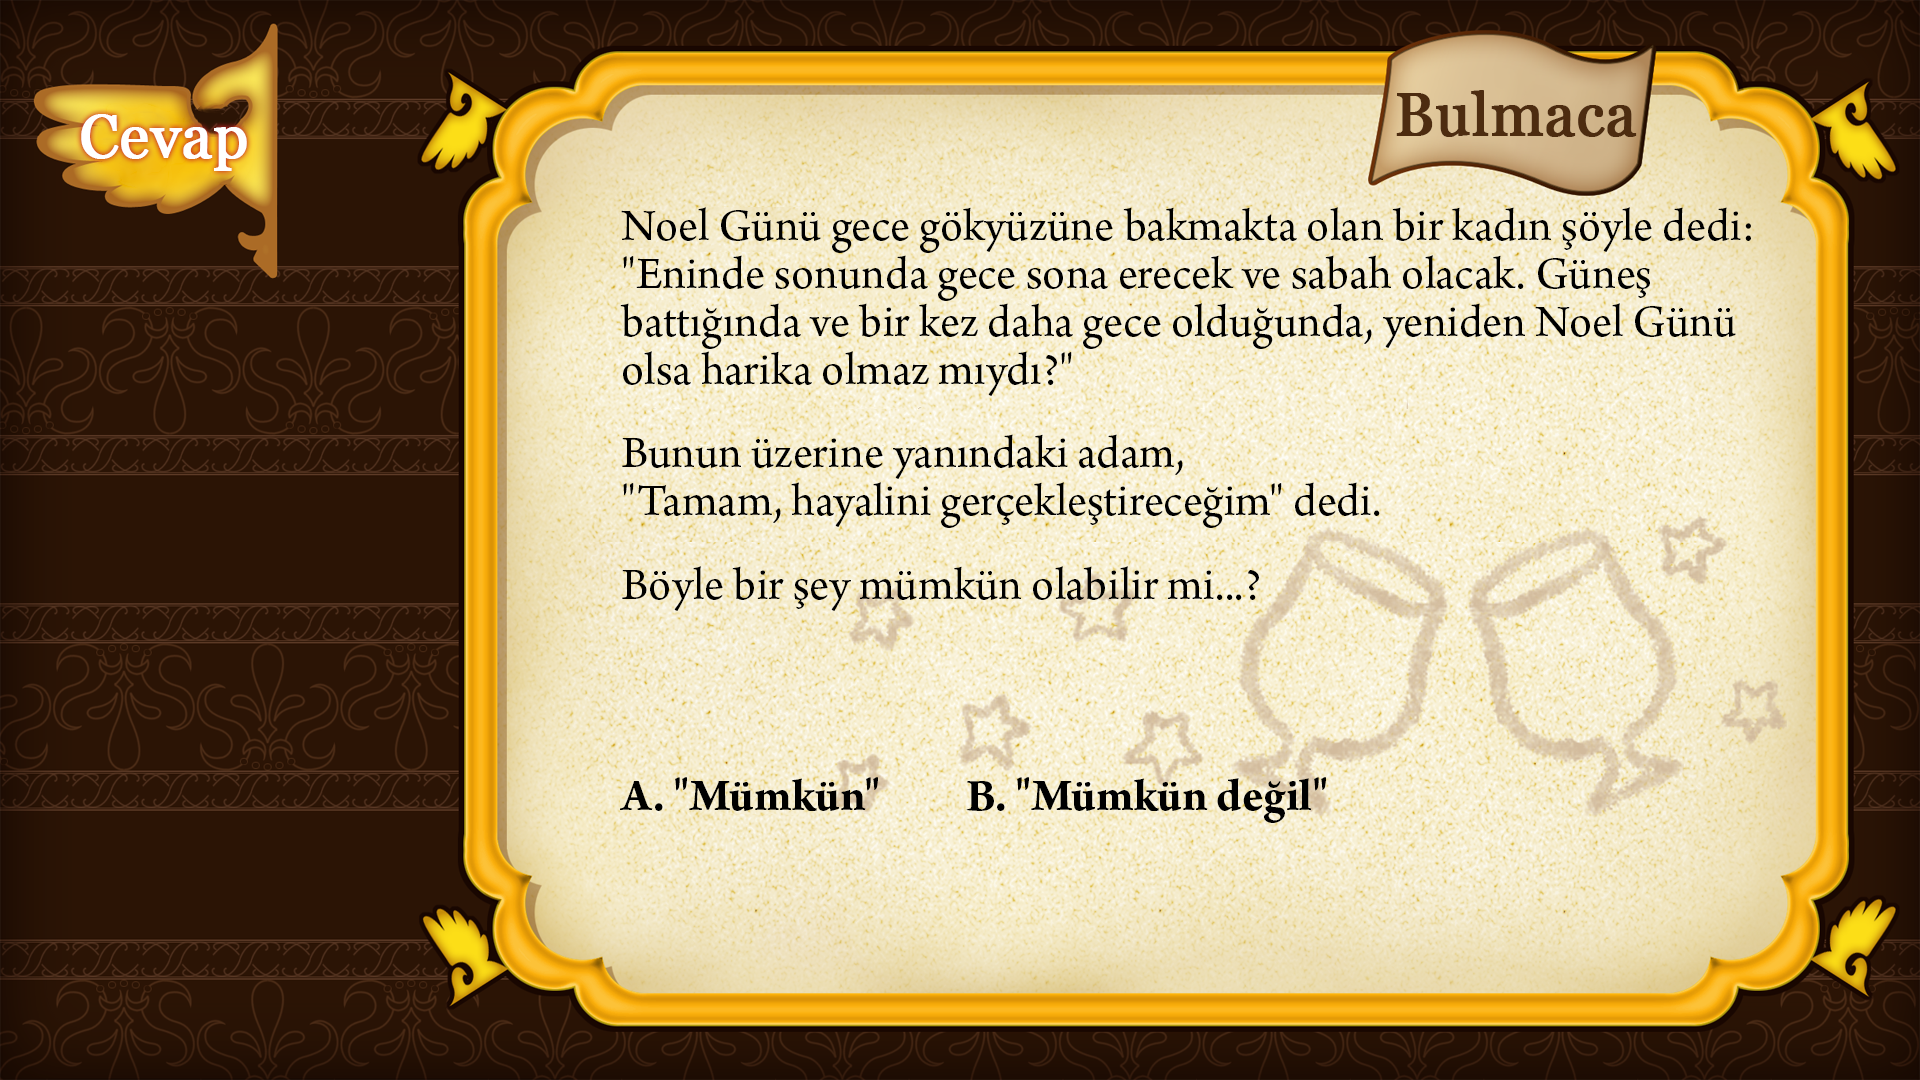 Cevap
Bulmaca
Noel Günü gece gökyüzüne bakmakta olan bir kadın şöyle dedi:
"Eninde sonunda gece sona erecek ve sabah olacak. Güneş
battığında ve bir kez daha gece olduğunda, yeniden Noel Günü
olsa harika olmaz mıydı?"
Bunun üzerine yanındaki adam,
"Tamam, hayalini gerçekleştireceğim" dedi.
Böyle bir şey mümkün olabilir mi...?
A. "Mümkün" B. "Mümkün değil"